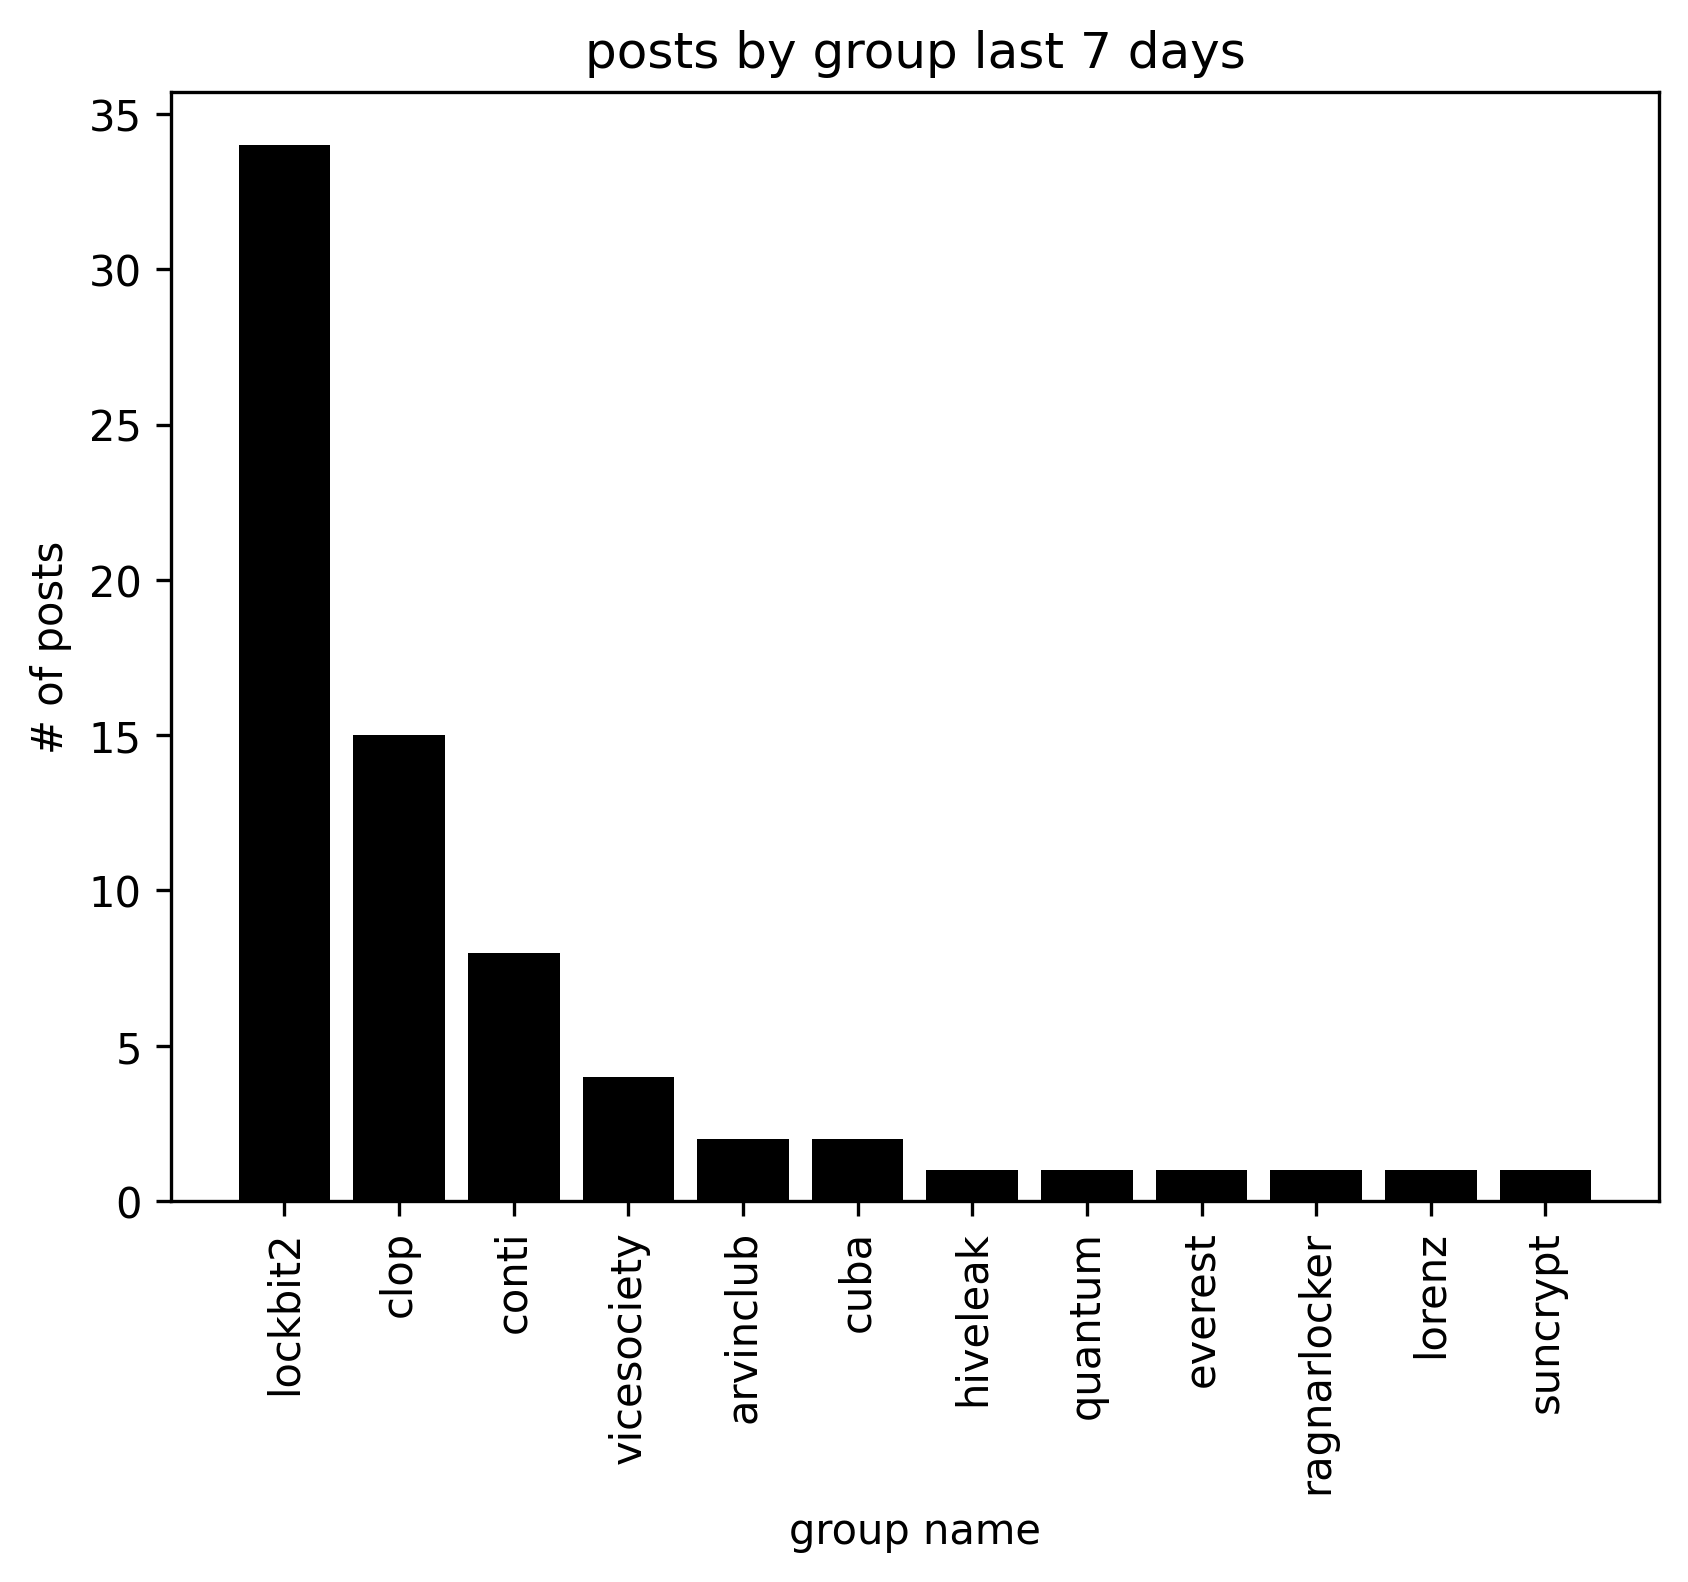 posts by group last 7 days
35
30
25
20
15
10
5
0
# of posts
lockbit2
clop
conti
vicesociety
arvinclub
cuba
hiveleak
quantum
everest
ragnarlocker
lorenz
suncrypt
group name